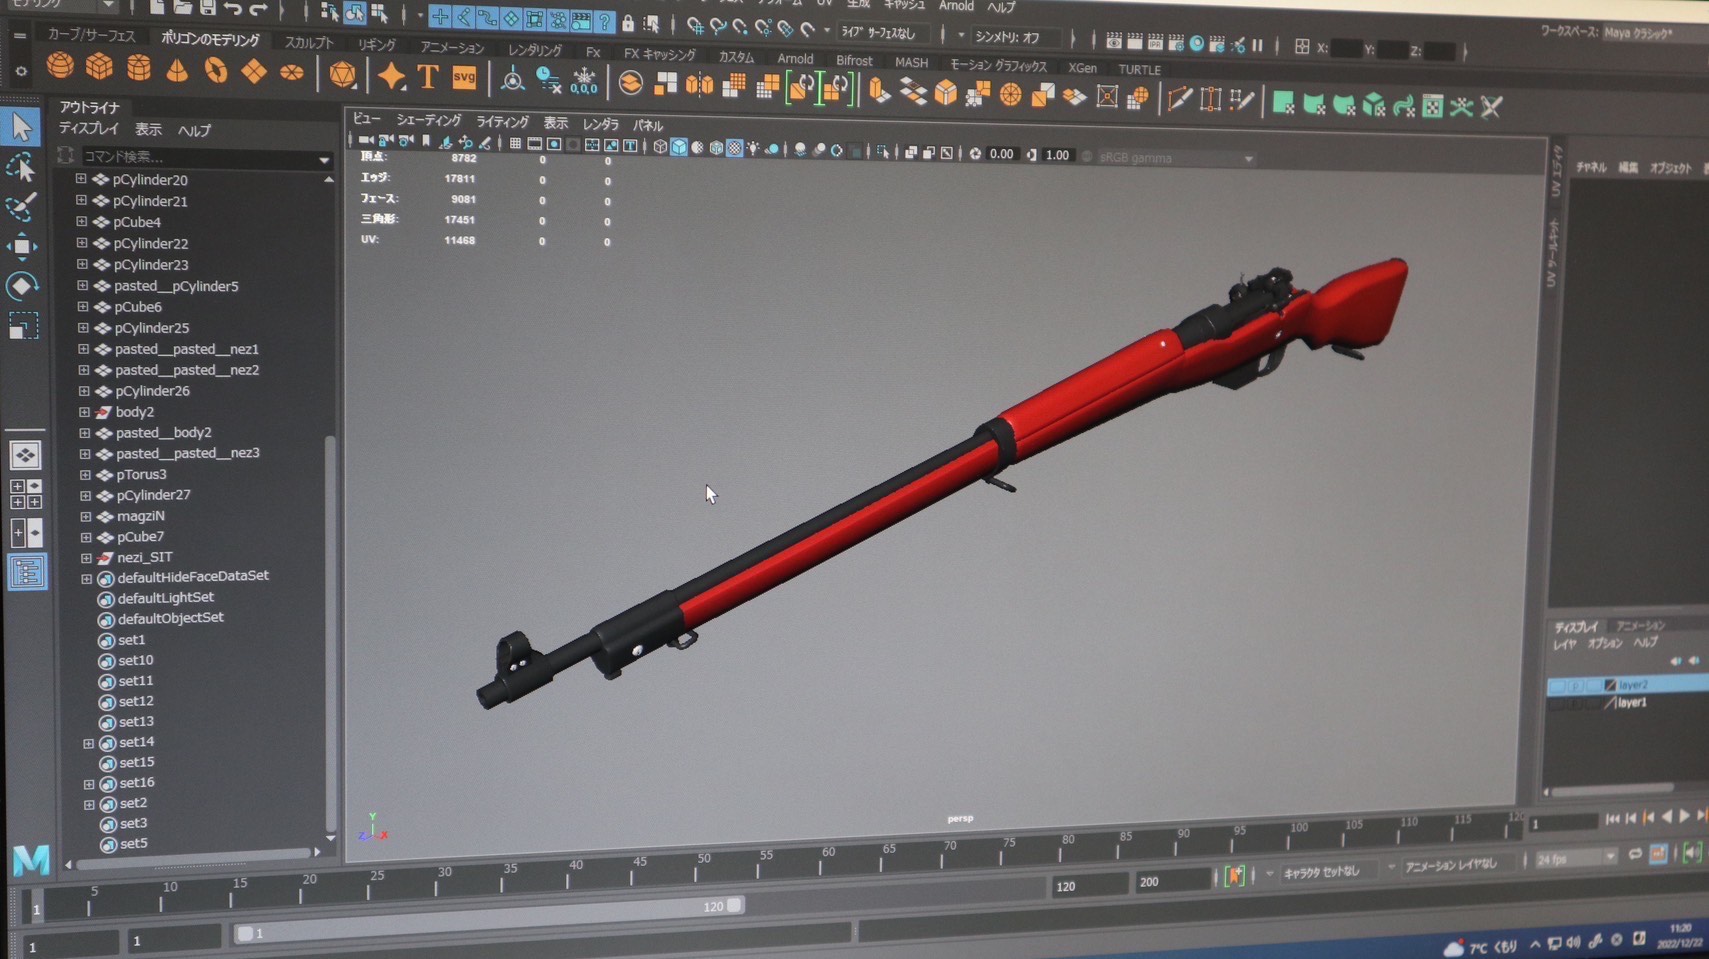 モデリング
生成 キャッシュ Arnold ヘルプ
ライブ サーフェスなし
シンメトリ: オフ
X:
Y:
Z:
ワークスペース: Maya クラシック*
カーブ/サーフェス ポリゴンのモデリング スカルプト リギング アニメーション レンダリング Fx FX キャッシング カスタム Arnold Bifrost MASH モーション グラフィックス XGen TURTLE
T
svg
0,0,0
アウトライナ
ディスプレイ 表示 ヘルプ
コマンド検索...
pCylinder20
pCylinder21
pCube4
pCylinder22
pCylinder23
pasted__pCylinder5
pCube6
pCylinder25
pasted__pasted__nez1
pasted__pasted__nez2
pCylinder26
body2
pasted__body2
pasted__pasted__nez3
pTorus3
pCylinder27
magziN
pCube7
nezi_SIT
defaultHideFaceDataSet
defaultLightSet
defaultObjectSet
set1
set10
set11
set12
set13
set14
set15
set16
set2
set3
set5
ビュー シェーディング ライティング 表示 レンダラ パネル
0.00
1.00
sRGB gamma
頂点: 8782 0 0
エッジ: 17811 0 0
フェース: 9081 0 0
三角形: 17451 0 0
UV: 11468 0 0
persp
Y
Z X
UV エディタ
UV ツールキット
チャネル 編集 オブジェクト
ディスプレイ アニメーション
レイヤ オプション ヘルプ
layer2
layer1
M
1 5 10 15 20 25 30 35 40 45 50 55 60 65 70 75 80 85 90 95 100 105 110 115 120
1
1
1
1
120
120
200
キャラクタ セットなし
アニメーション レイヤなし
24 fps
7°C くもり
11:20
2022/12/22